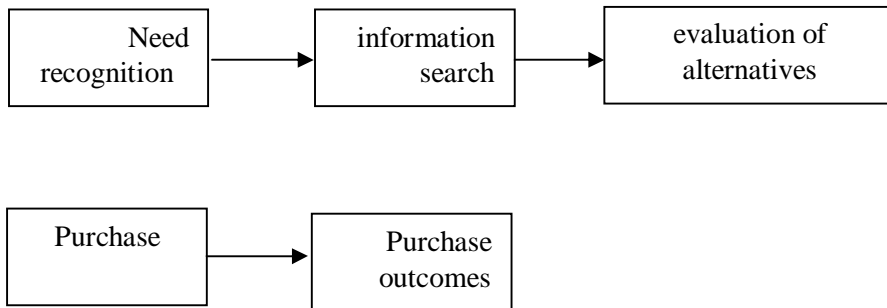 Need
recognition
information
search
evaluation of
alternatives
Purchase
Purchase
outcomes